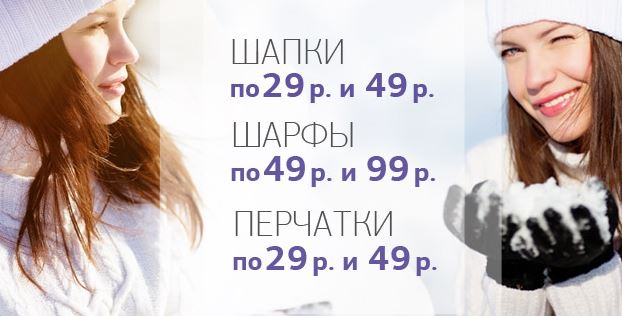 ШАПКИ
по 29 р. и 49 р.
ШАРФЫ
по 49 р. и 99 р.
ПЕРЧАТКИ
по 29 р. и 49 р.